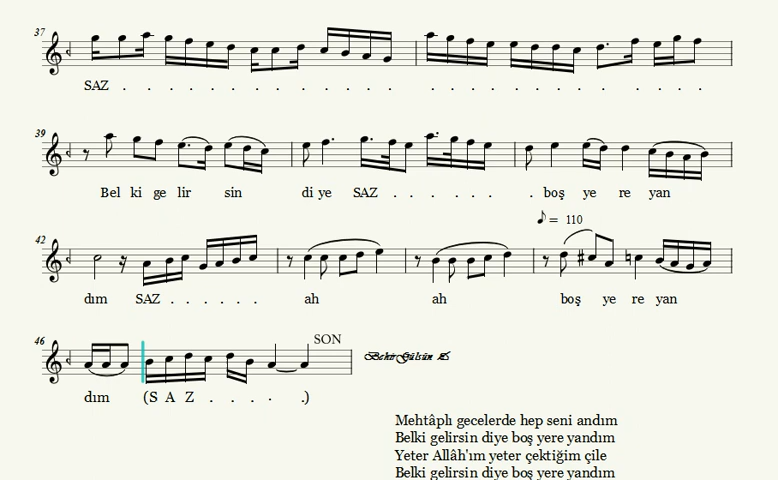 37
SAZ . . . . . . . . . . . . . . . . . . . . . . . . . .
39
Bel ki ge lir sin di ye SAZ . . . . . . . boş ye re yan
= 110
42
dım SAZ . . . . . ah ah boş ye re yan
46
SON
Bekir Gülsün
dım (S A Z . . . . .)
Mehtâplı gecelerde hep seni andım
Belki gelirsin diye boş yere yandım
Yeter Allâh'ım yeter çektiğim çile
Belki gelirsin diye boş yere yandım